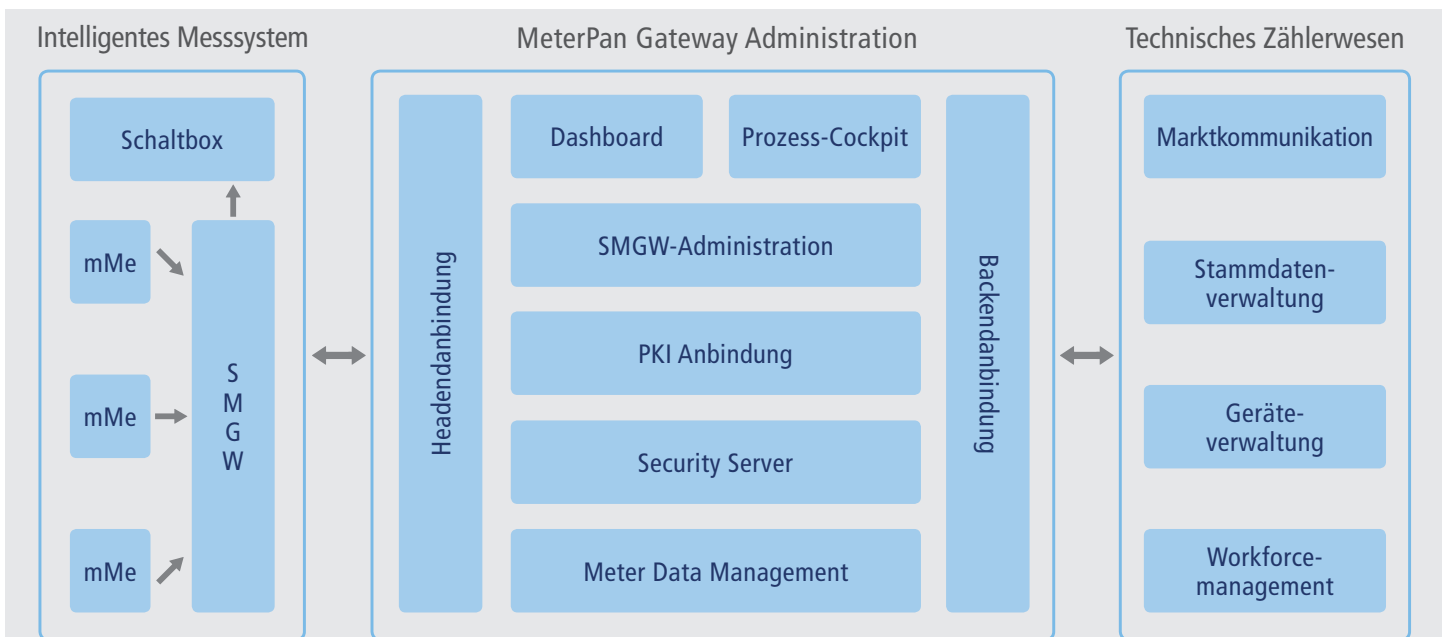 Intelligentes Messsystem
Schaltbox
mMe
mMe
mMe
S
M
G
W
MeterPan Gateway Administration
Headendanbindung
Dashboard
Prozess-Cockpit
SMGW-Administration
PKI Anbindung
Security Server
Meter Data Management
Backendanbindung
Technisches Zählerwesen
Marktkommunikation
Stammdaten-
verwaltung
Geräte-
verwaltung
Workforce-
management